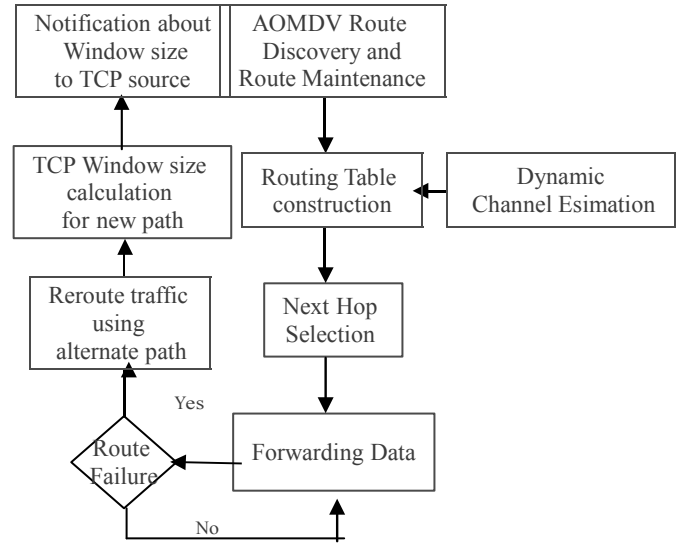 Notification about
Window size
to TCP source
AOMDV Route
Discovery and
Route Maintenance
TCP Window size
calculation
for new path
Routing Table
construction
Dynamic
Channel Esimation
Reroute traffic
using
alternate path
Next Hop
Selection
Yes
Route
Failure
Forwarding Data
No